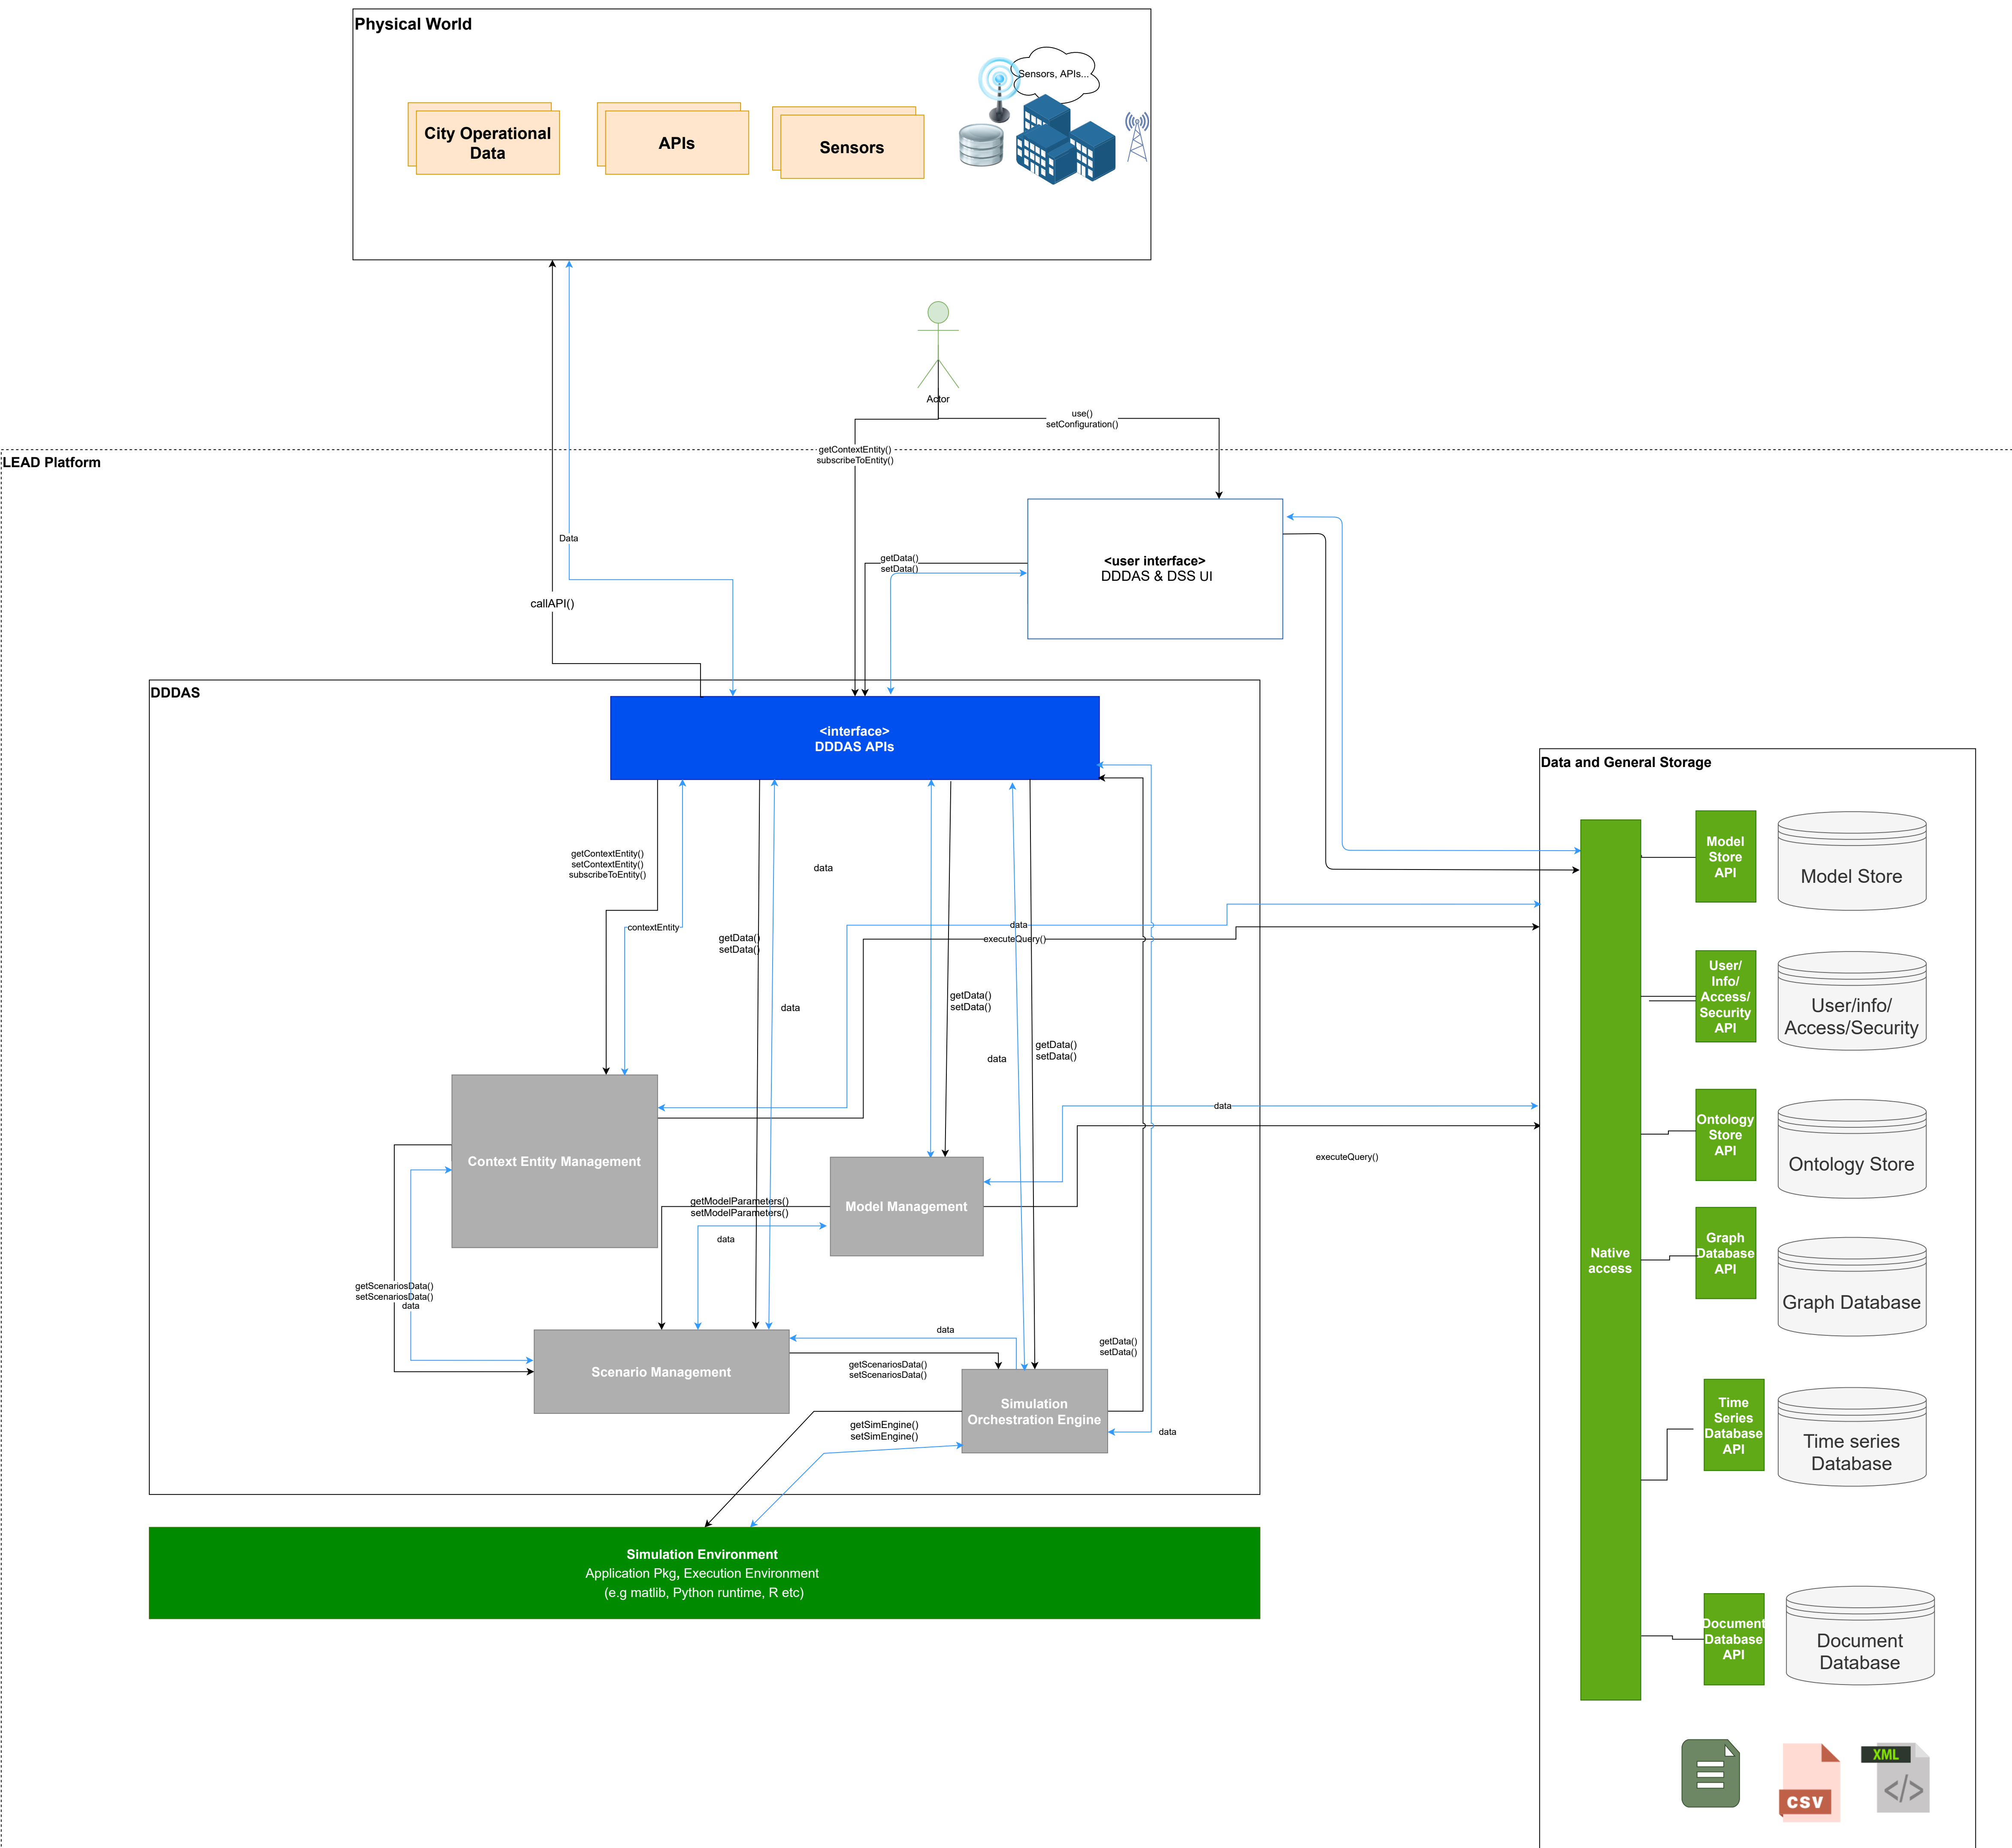 Physical World
Sensors, APIs...
City Operational
Data
APIs
Sensors
Actor
use()
setConfiguration()
getContextEntity()
subscribeToEntity()
LEAD Platform
Data
callAPI()
getData()
setData()
<user interface>
DDDAS & DSS UI
DDDAS
<interface>
DDDAS APIs
getContextEntity()
setContextEntity()
subscribeToEntity()
data
contextEntity
getData()
setData()
data
executeQuery()
data
getData()
setData()
data
getData()
setData()
data
executeQuery()
Context Entity Management
Model Management
getModelParameters()
setModelParameters()
data
getScenariosData()
setScenariosData()
data
Scenario Management
data
getScenariosData()
setScenariosData()
getData()
setData()
Simulation
Orchestration Engine
getSimEngine()
setSimEngine()
data
Simulation Environment
Application Pkg, Execution Environment
(e.g matlib, Python runtime, R etc)
Data and General Storage
Native
access
Model
Store
API
Model Store
User/
Info/
Access/
Security
API
User/info/
Access/Security
Ontology
Store
API
Ontology Store
Graph
Database
API
Graph Database
Time
Series
Database
API
Time series
Database
Document
Database
API
Document
Database
csv
XML
</>